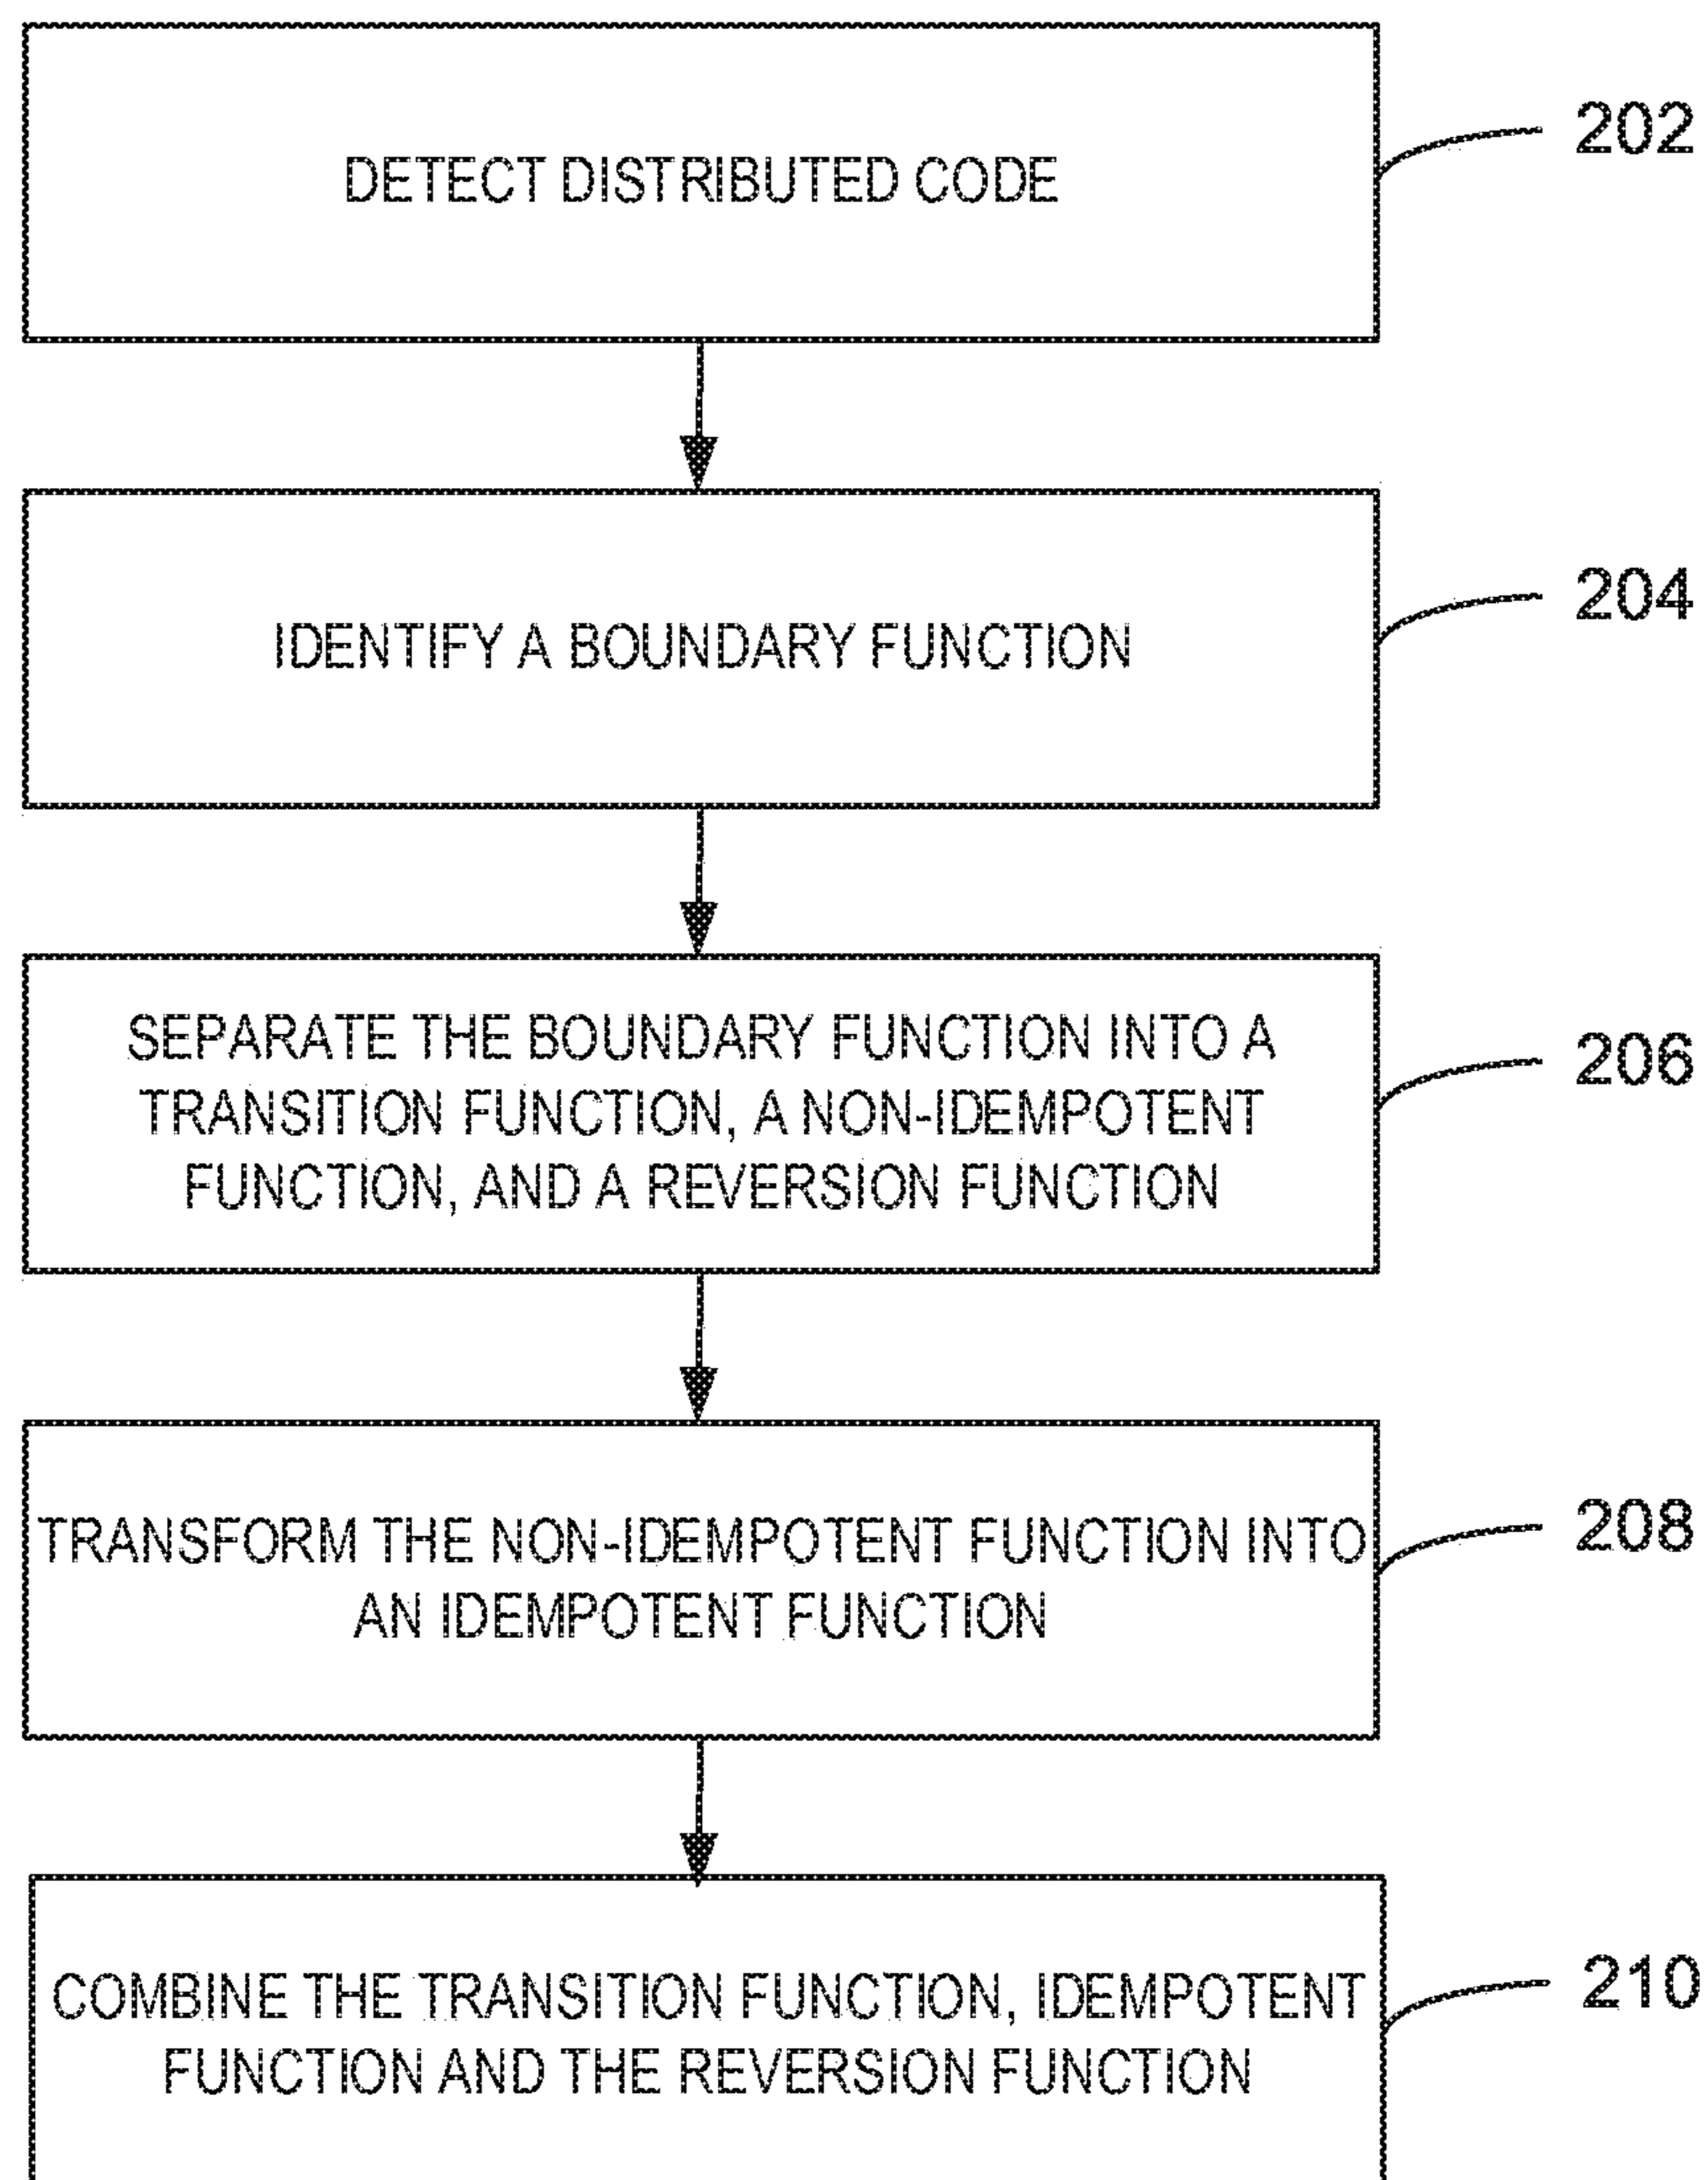 DETECT DISTRIBUTED CODE
202
IDENTIFY A BOUNDARY FUNCTION
204
SEPARATE THE BOUNDARY FUNCTION INTO A
TRANSITION FUNCTION, A NON-IDEMPOTENT
FUNCTION, AND A REVERSION FUNCTION
206
TRANSFORM THE NON-IDEMPOTENT FUNCTION INTO
AN IDEMPOTENT FUNCTION
208
COMBINE THE TRANSITION FUNCTION, IDEMPOTENT
FUNCTION AND THE REVERSION FUNCTION
210